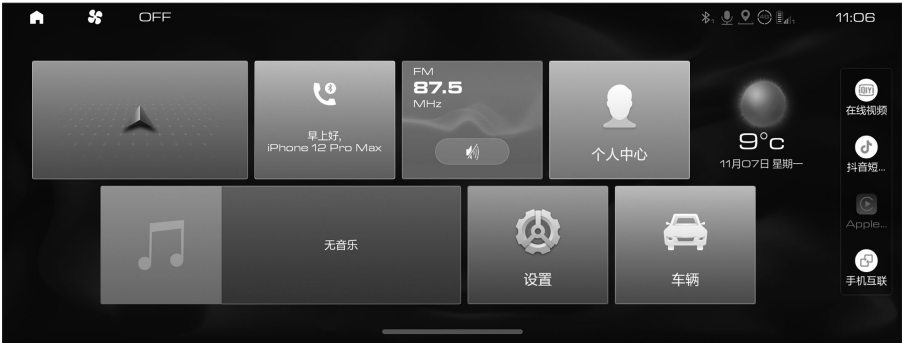 OFF
11:06
FM
87.5
MHz
早上好,
iPhone 12 Pro Max
个人中心
9°c
11月07日 星期一
iQIY
在线视频
抖音短...
Apple...
手机互联
无音乐
设置
车辆